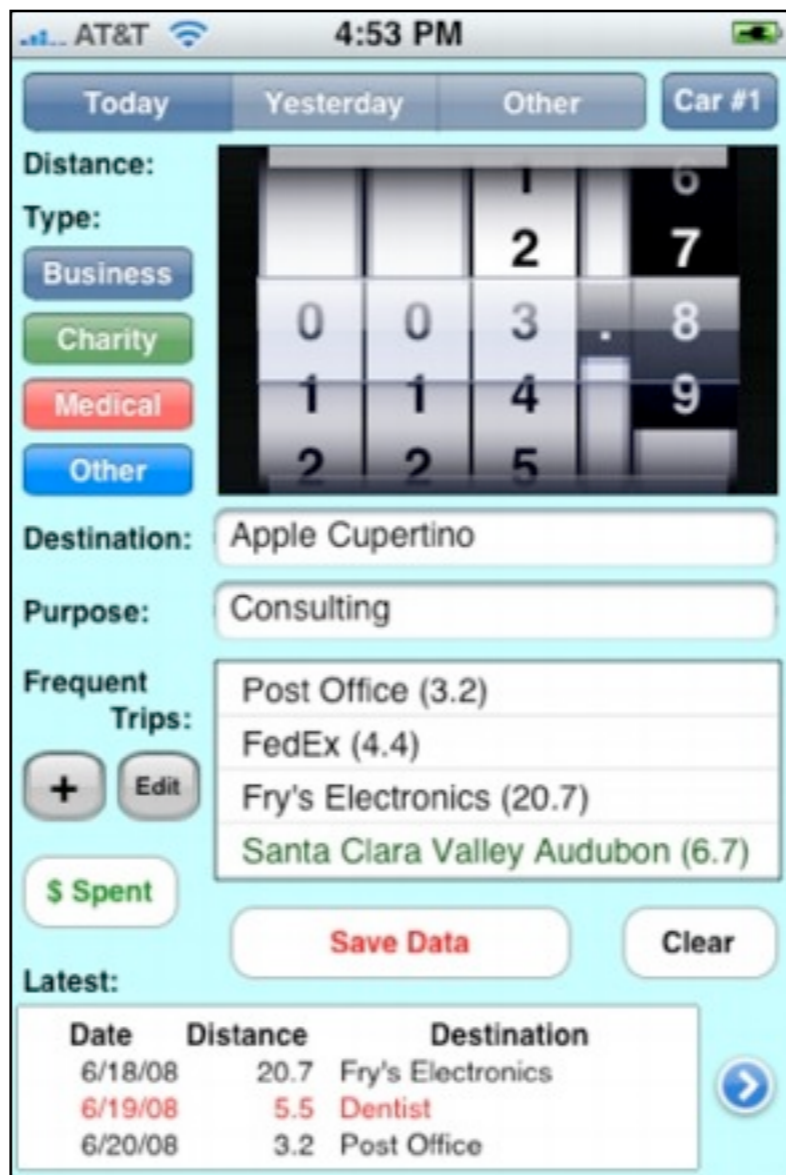 AT&T 4:53 PM
Today Yesterday Other Car #1
Distance:
Type:
Business
Charity
Medical
Other
1 6
2 7
0 0 3 . 8
1 1 4 9
2 2 5
Destination: Apple Cupertino
Purpose: Consulting
Frequent
Trips:
+ Edit
Post Office (3.2)
FedEx (4.4)
Fry's Electronics (20.7)
Santa Clara Valley Audubon (6.7)
$ Spent
Save Data Clear
Latest:
Date Distance Destination
6/18/08 20.7 Fry's Electronics
6/19/08 5.5 Dentist
6/20/08 3.2 Post Office